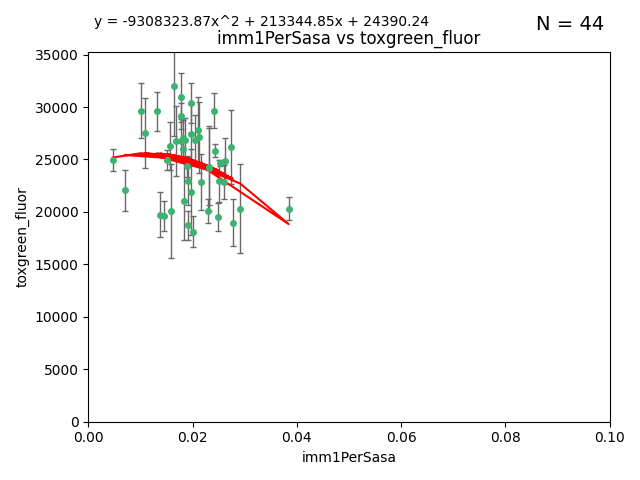 y = -9308323.87x^2 + 213344.85x + 24390.24
N = 44
imm1PerSasa vs toxgreen_fluor
35000
30000
25000
20000
15000
10000
5000
0
toxgreen_fluor
0.00
0.02
0.04
0.06
0.08
0.10
imm1PerSasa